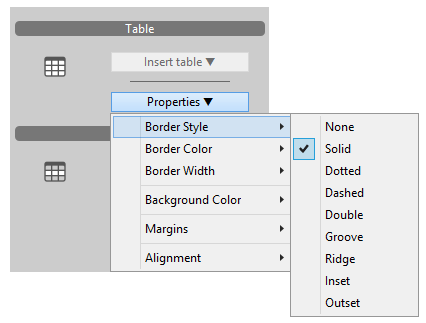 Table
Insert table ▼
Properties ▼
Border Style
Border Color
Border Width
Background Color
Margins
Alignment
None
Solid
Dotted
Dashed
Double
Groove
Ridge
Inset
Outset